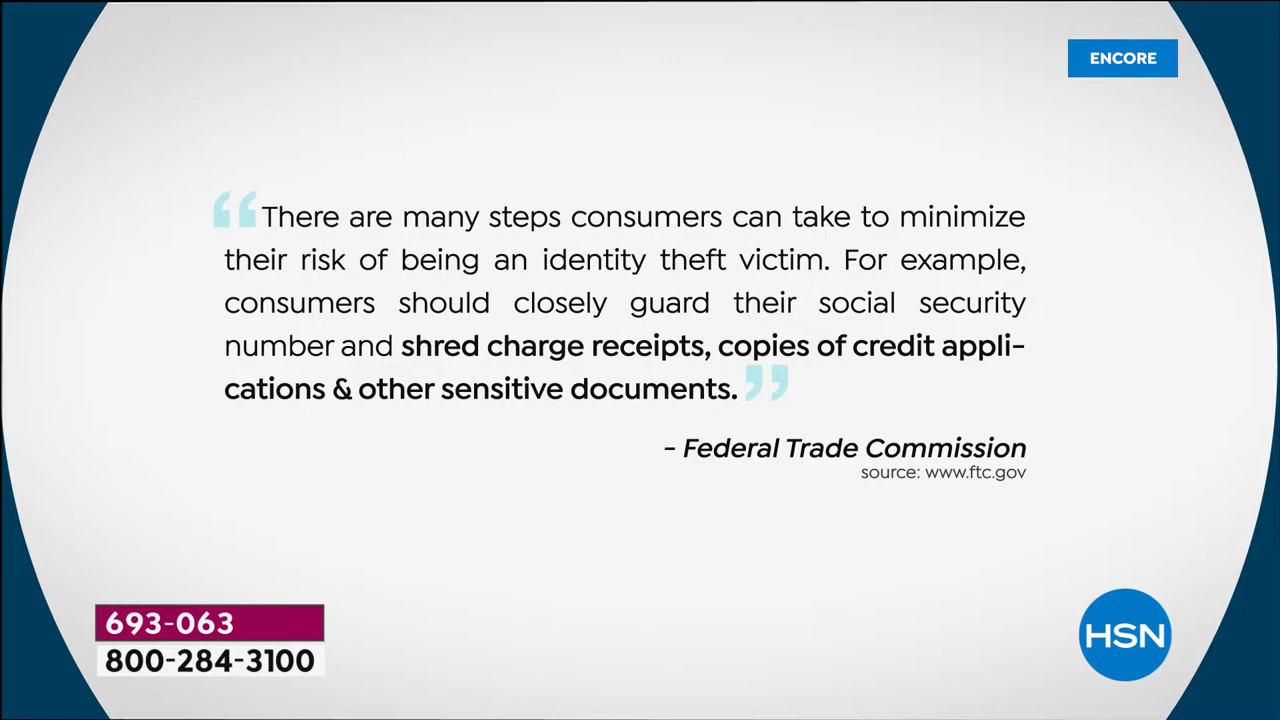 ENCORE
“There are many steps consumers can take to minimize
their risk of being an identity theft victim. For example,
consumers should closely guard their social security
number and shred charge receipts, copies of credit appli-
cations & other sensitive documents.”
- Federal Trade Commission
source: www.ftc.gov
693-063
800-284-3100
HSN